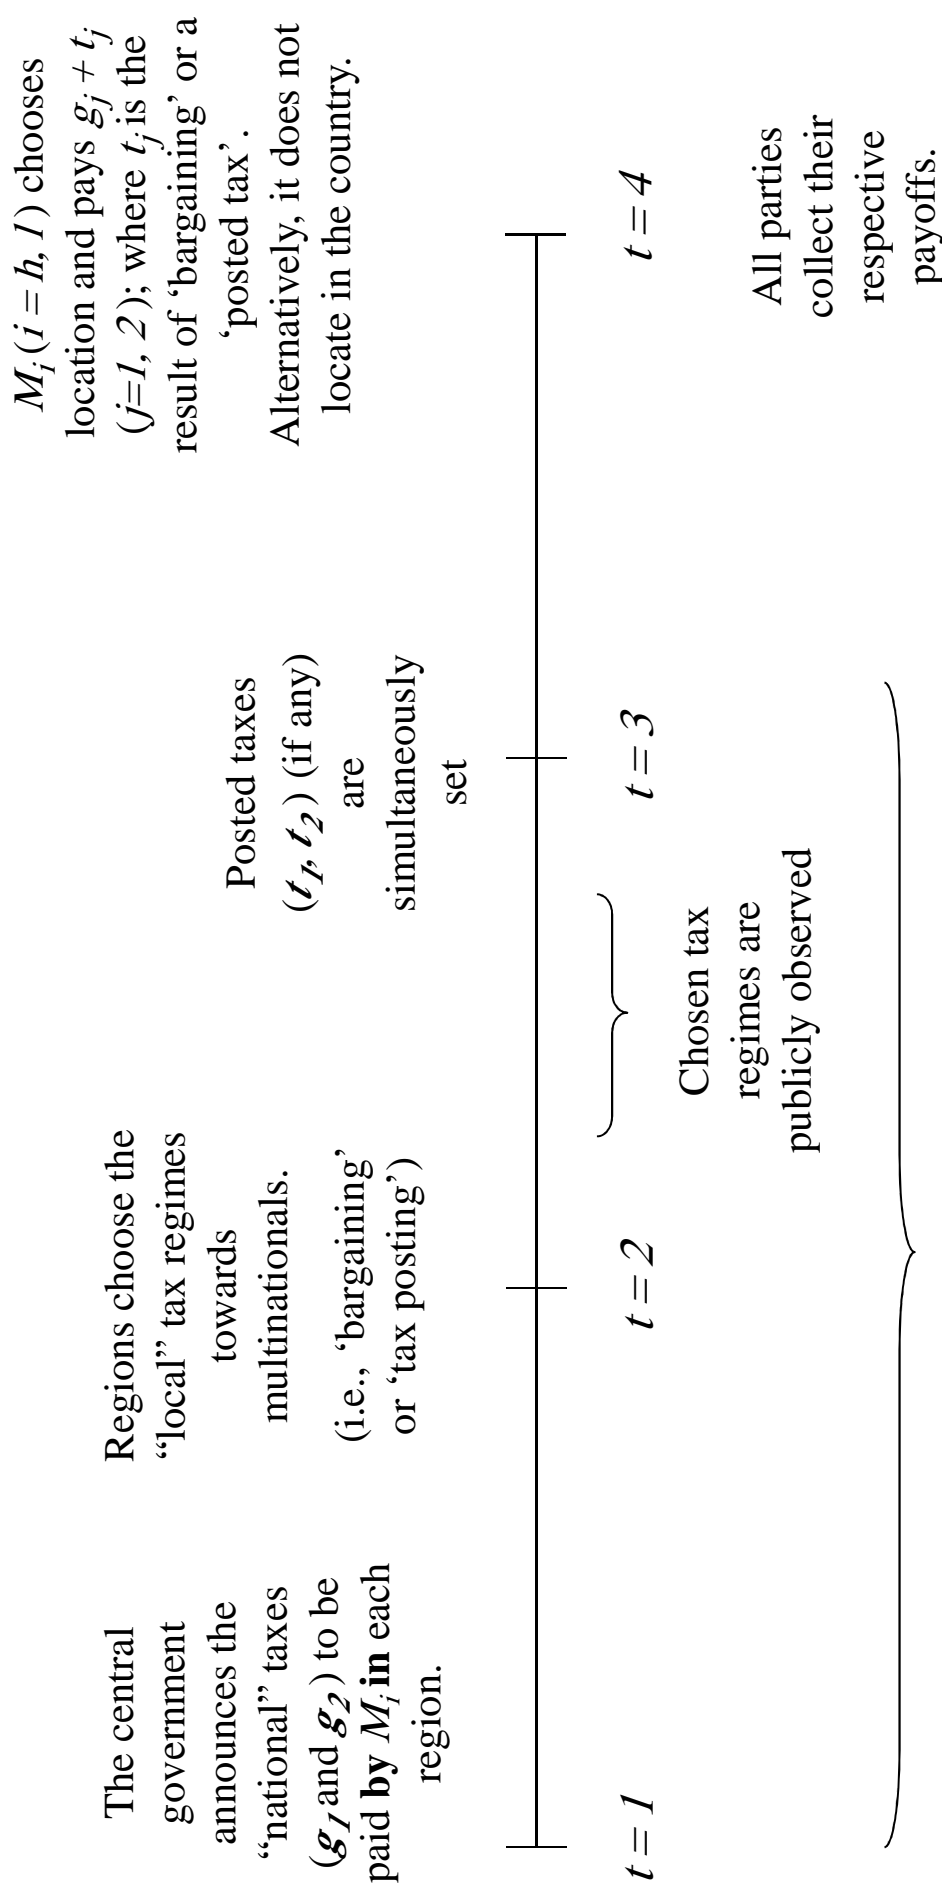 The central
government
announces the
“national” taxes
(g1 and g2) to be
paid by Mi in each
region.
Regions choose the
“local” tax regimes
towards
multinationals.
(i.e., ‘bargaining’
or ‘tax posting’)
Posted taxes
(t1, t2) (if any)
are
simultaneously
set
Mi (i = h, l) chooses
location and pays gj + tj
(j=1, 2); where tj is the
result of ‘bargaining’ or a
‘posted tax’.
Alternatively, it does not
locate in the country.
t = 1
t = 2
t = 3
t = 4
Chosen tax
regimes are
publicly observed
All parties
collect their
respective
payoffs.